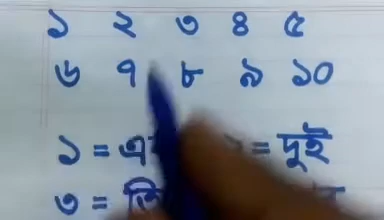 ১ ২ ৩ ৪ ৫
৬ ৭ ৮ ৯ ১০
১ = = দুই
৩ =